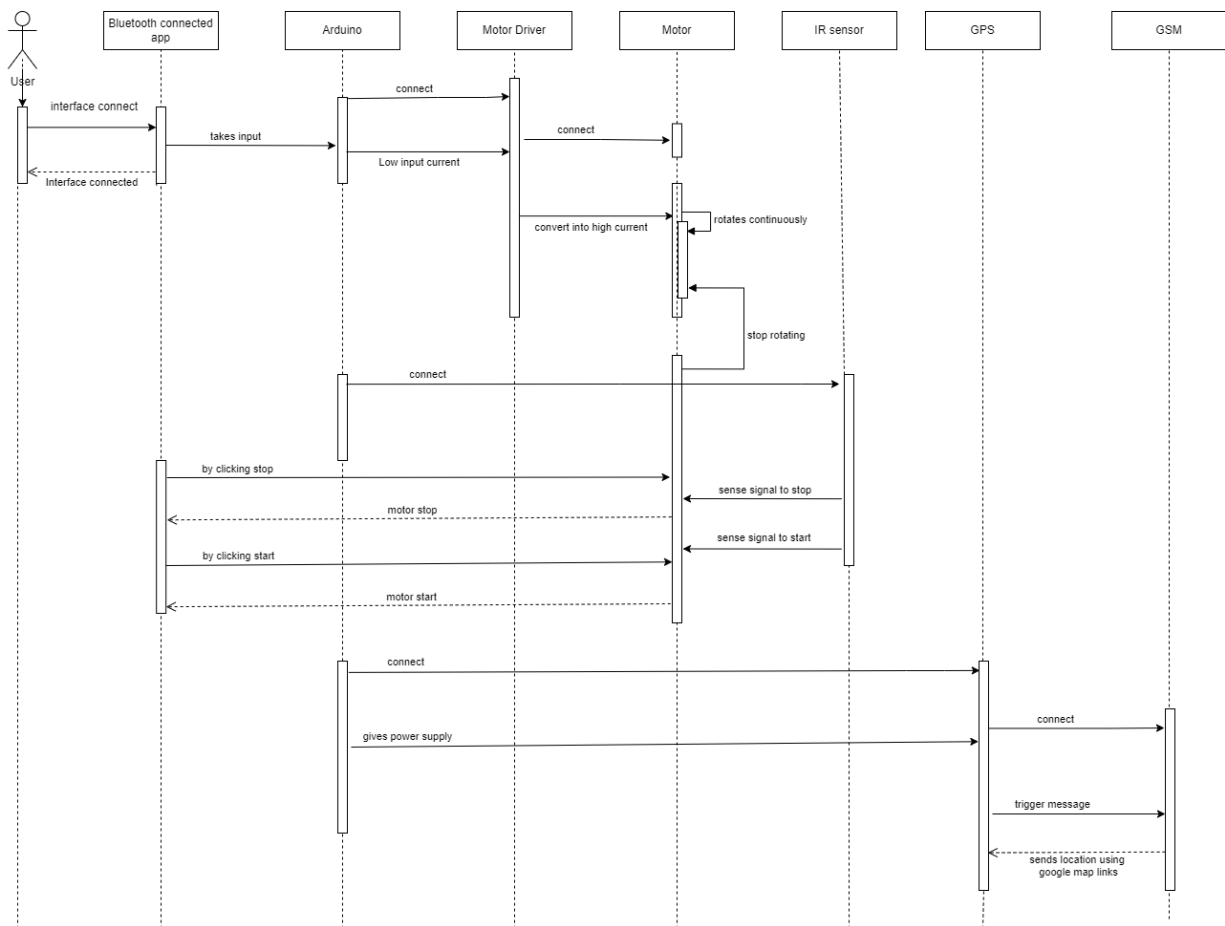 Bluetooth connected
app
Arduino
Motor Driver
Motor
IR sensor
GPS
GSM
User
connect
interface connect
connect
takes input
Low input current
Interface connected
rotates continuously
convert into high current
stop rotating
connect
by clicking stop
sense signal to stop
motor stop
sense signal to start
by clicking start
motor start
connect
connect
gives power supply
trigger message
sends location using
google map links